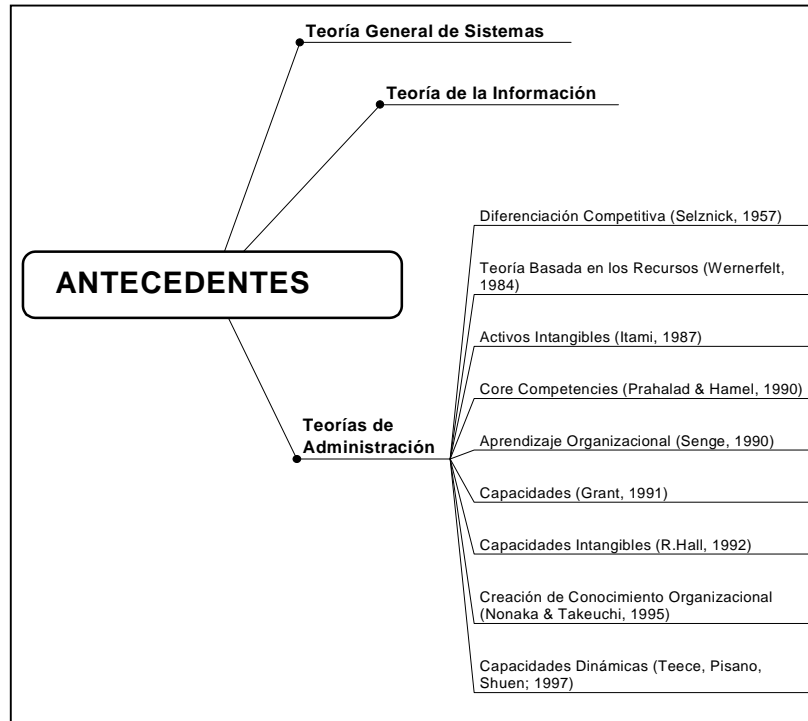 Teoría General de Sistemas
Teoría de la Información
ANTECEDENTES
Teorías de
Administración
Diferenciación Competitiva (Selznick, 1957)
Teoría Basada en los Recursos (Wernerfelt,
1984)
Activos Intangibles (Itami, 1987)
Core Competencies (Prahalad & Hamel, 1990)
Aprendizaje Organizacional (Senge, 1990)
Capacidades (Grant, 1991)
Capacidades Intangibles (R.Hall, 1992)
Creación de Conocimiento Organizacional
(Nonaka & Takeuchi, 1995)
Capacidades Dinámicas (Teece, Pisano,
Shuen; 1997)